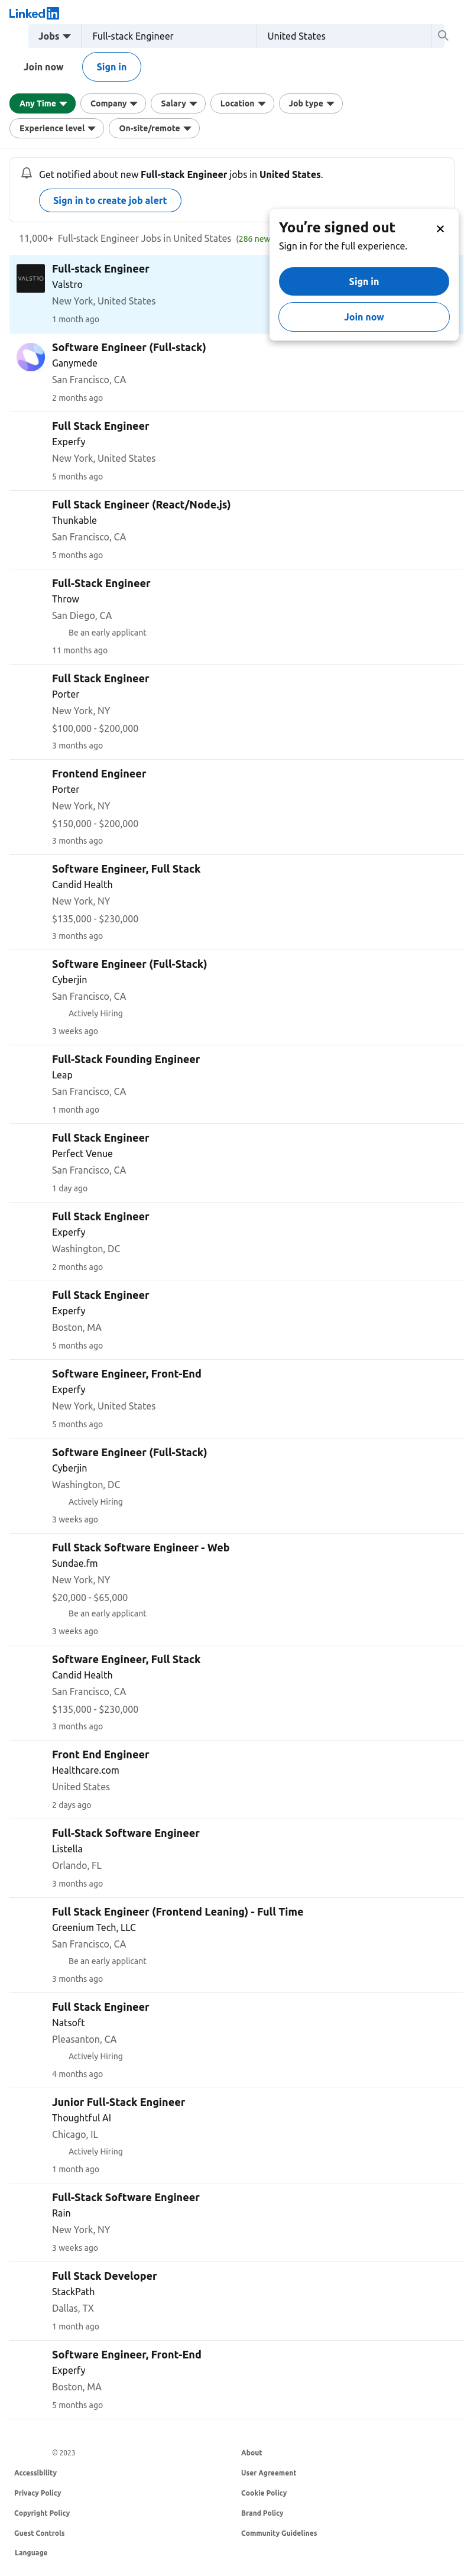 LinkedIn
Jobs Full-stack Engineer United States
Join now Sign in
Any Time Company Salary Location Job type
Experience level On-site/remote
Get notified about new Full-stack Engineer jobs in United States.
Sign in to create job alert
11,000+ Full-stack Engineer Jobs in United States (286 new
You’re signed out
Sign in for the full experience.
Sign in
Join now
VALSTRO
Full-stack Engineer
Valstro
New York, United States
1 month ago
Software Engineer (Full-stack)
Ganymede
San Francisco, CA
2 months ago
Full Stack Engineer
Experfy
New York, United States
5 months ago
Full Stack Engineer (React/Node.js)
Thunkable
San Francisco, CA
5 months ago
Full-Stack Engineer
Throw
San Diego, CA
Be an early applicant
11 months ago
Full Stack Engineer
Porter
New York, NY
$100,000 - $200,000
3 months ago
Frontend Engineer
Porter
New York, NY
$150,000 - $200,000
3 months ago
Software Engineer, Full Stack
Candid Health
New York, NY
$135,000 - $230,000
3 months ago
Software Engineer (Full-Stack)
Cyberjin
San Francisco, CA
Actively Hiring
3 weeks ago
Full-Stack Founding Engineer
Leap
San Francisco, CA
1 month ago
Full Stack Engineer
Perfect Venue
San Francisco, CA
1 day ago
Full Stack Engineer
Experfy
Washington, DC
2 months ago
Full Stack Engineer
Experfy
Boston, MA
5 months ago
Software Engineer, Front-End
Experfy
New York, United States
5 months ago
Software Engineer (Full-Stack)
Cyberjin
Washington, DC
Actively Hiring
3 weeks ago
Full Stack Software Engineer - Web
Sundae.fm
New York, NY
$20,000 - $65,000
Be an early applicant
3 weeks ago
Software Engineer, Full Stack
Candid Health
San Francisco, CA
$135,000 - $230,000
3 months ago
Front End Engineer
Healthcare.com
United States
2 days ago
Full-Stack Software Engineer
Listella
Orlando, FL
3 months ago
Full Stack Engineer (Frontend Leaning) - Full Time
Greenium Tech, LLC
San Francisco, CA
Be an early applicant
3 months ago
Full Stack Engineer
Natsoft
Pleasanton, CA
Actively Hiring
4 months ago
Junior Full-Stack Engineer
Thoughtful AI
Chicago, IL
Actively Hiring
1 month ago
Full-Stack Software Engineer
Rain
New York, NY
3 weeks ago
Full Stack Developer
StackPath
Dallas, TX
1 month ago
Software Engineer, Front-End
Experfy
Boston, MA
5 months ago
© 2023 About
Accessibility User Agreement
Privacy Policy Cookie Policy
Copyright Policy Brand Policy
Guest Controls Community Guidelines
Language